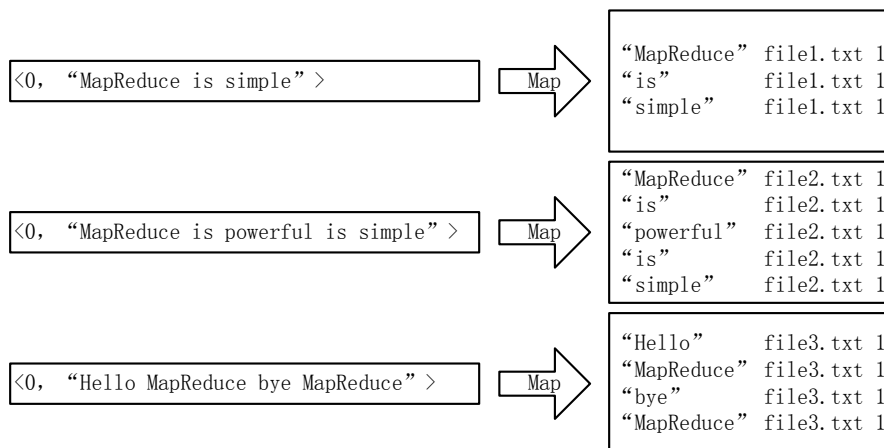 <0, “MapReduce is simple” >
Map
“MapReduce” file1.txt 1
“is” file1.txt 1
“simple” file1.txt 1
<0, “MapReduce is powerful is simple” >
Map
“MapReduce” file2.txt 1
“is” file2.txt 1
“powerful” file2.txt 1
“is” file2.txt 1
“simple” file2.txt 1
<0, “Hello MapReduce bye MapReduce” >
Map
“Hello” file3.txt 1
“MapReduce” file3.txt 1
“bye” file3.txt 1
“MapReduce” file3.txt 1